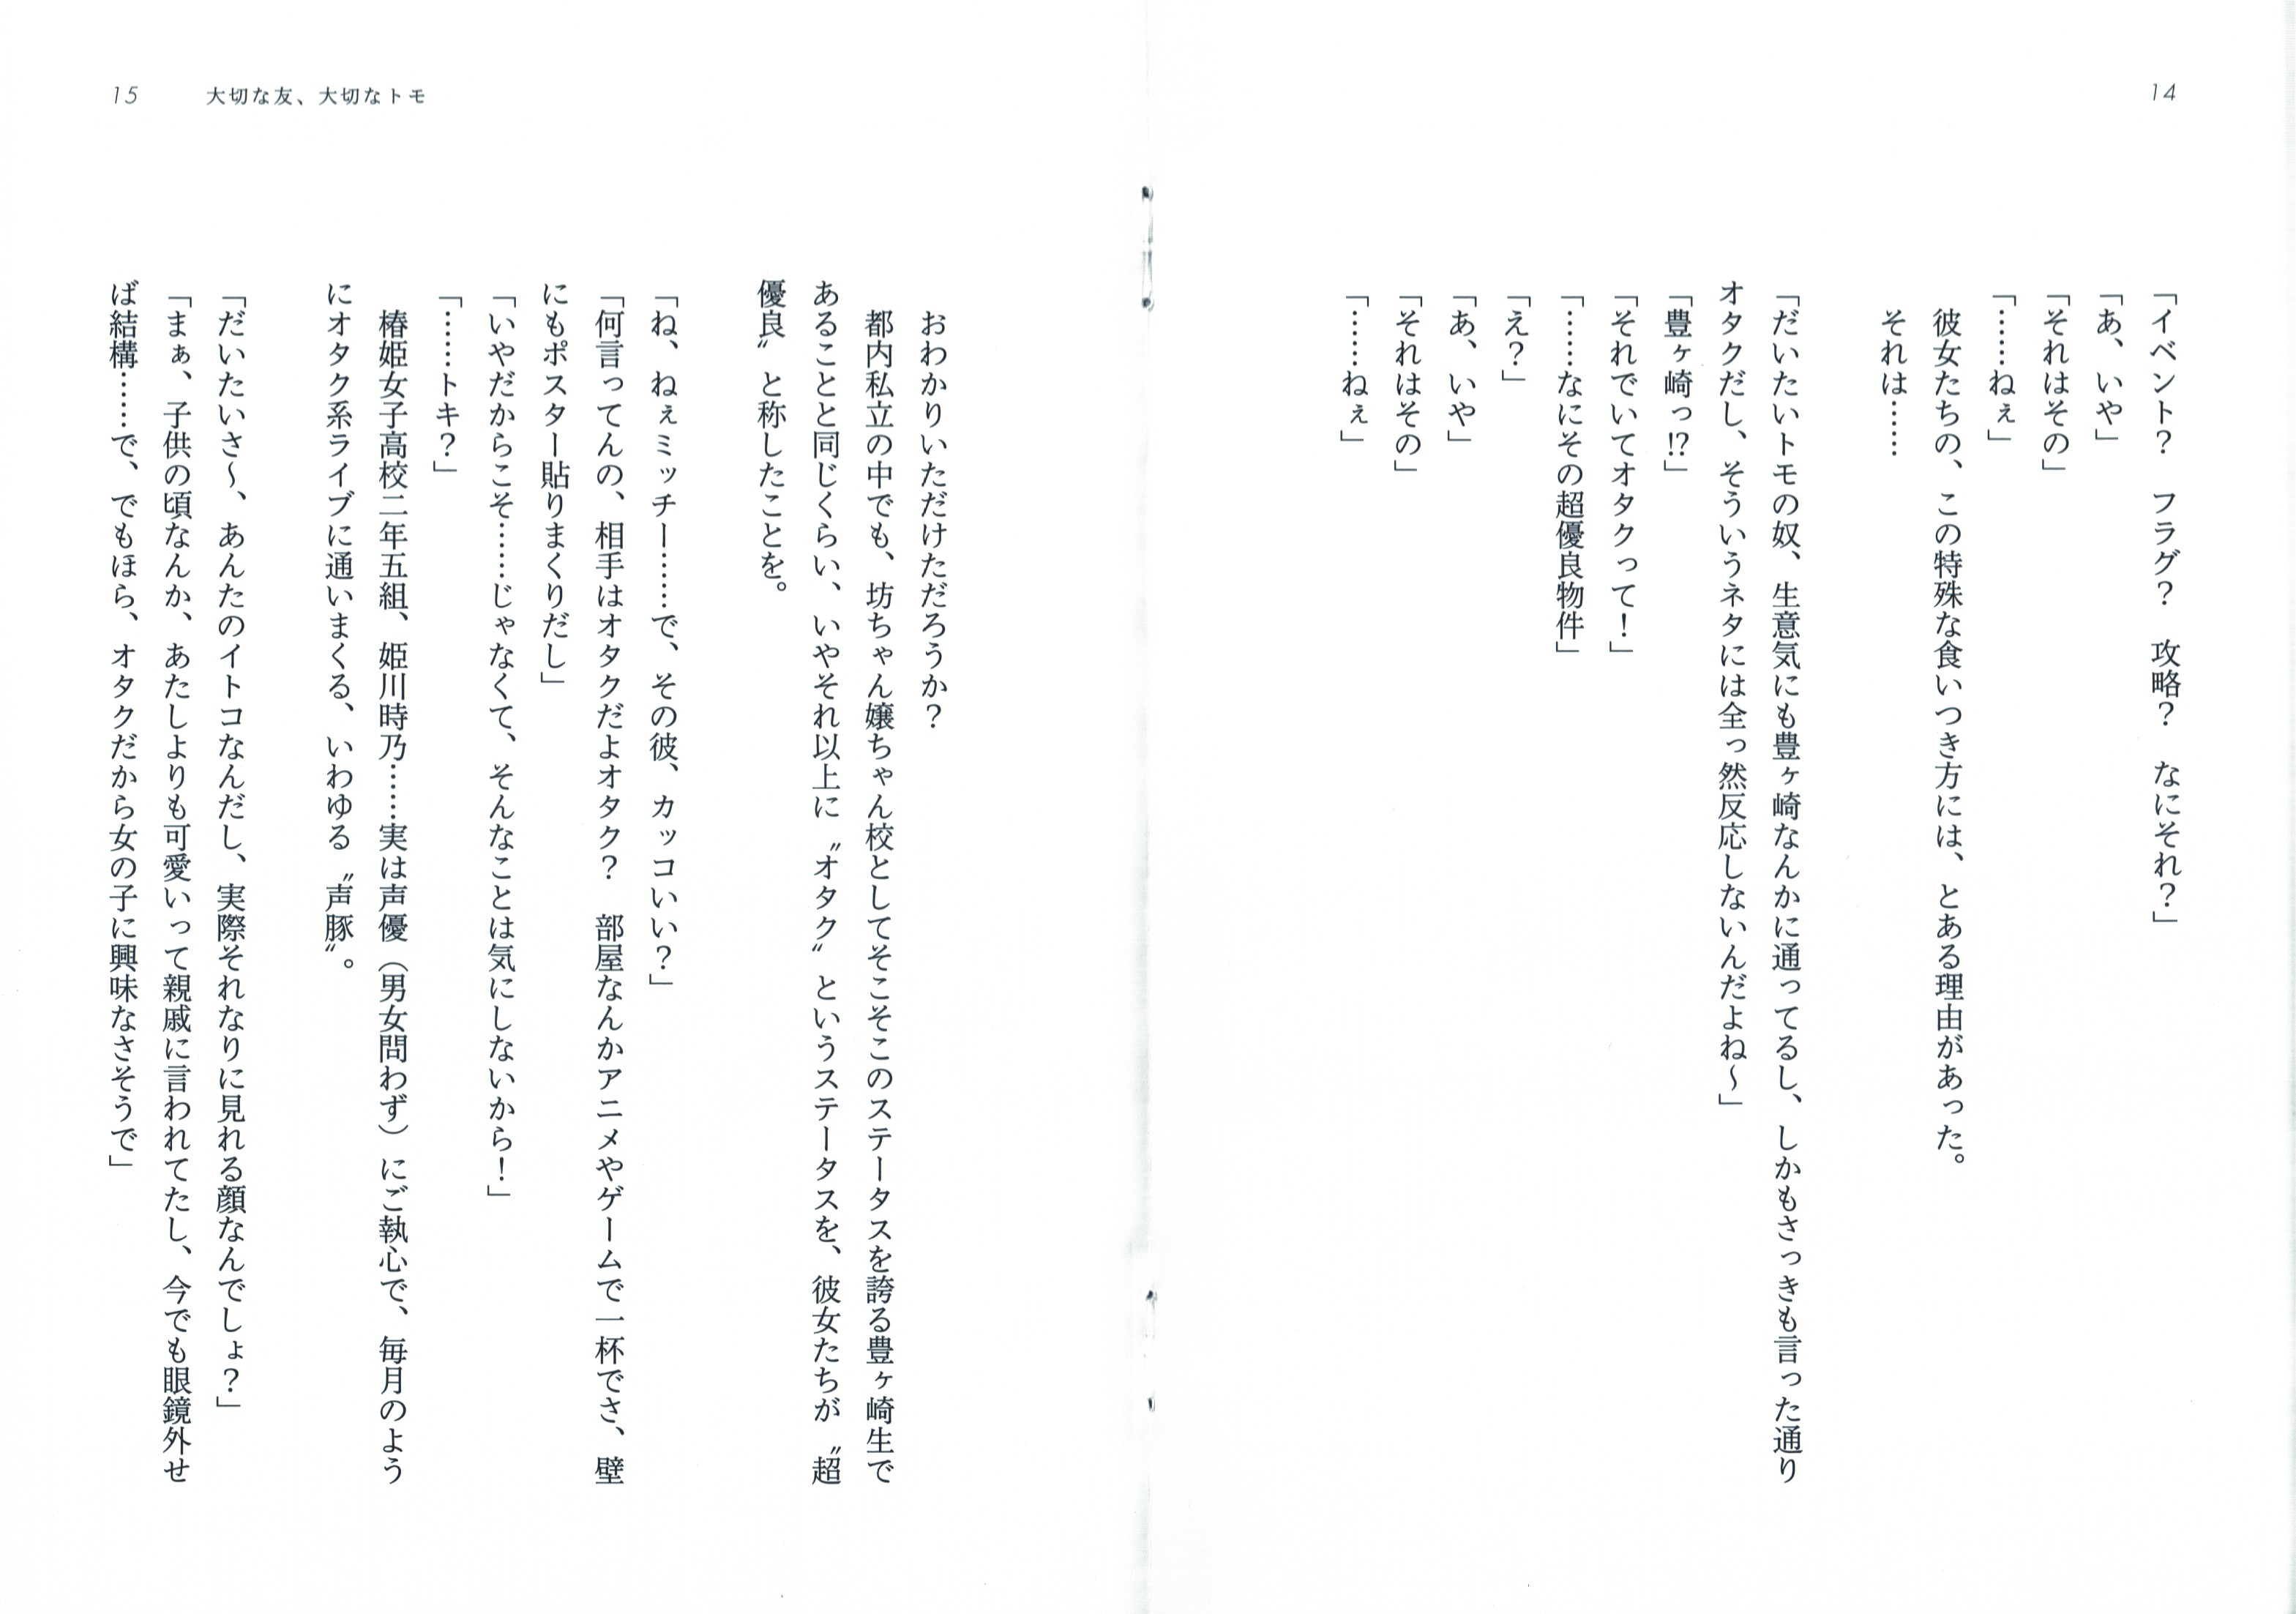 14
「イベント？　フラグ？　攻略？　なにそれ？」
「あ、いや」
「それはその」
「……ねぇ」
　彼女たちの、この特殊な食いつき方には、とある理由があった。
　それは……
「だいたいトモの奴、生意気にも豊ヶ崎なんかに通ってるし、しかもさっきも言った通り
オタクだし、そういうネタには全っ然反応しないんだよね～」
「豊ヶ崎っ⁉」
「それでいてオタクって！」
「……なにその超優良物件」
「え？」
「あ、いや」
「それはその」
「……ねぇ」
15
大切な友、大切なトモ
　おわかりいただけただろうか？
　都内私立の中でも、坊ちゃん嬢ちゃん校としてそこそこのステータスを誇る豊ヶ崎生で
あることと同じくらい、いやそれ以上に〝オタク〟というステータスを、彼女たちが〝超
優良〟と称したことを。
「ね、ねぇミッチー……で、その彼、カッコいい？」
「何言ってんの、相手はオタクだよオタク？　部屋なんかアニメやゲームで一杯でさ、壁
にもポスター貼りまくりだし」
「いやだからこそ……じゃなくて、そんなことは気にしないから！」
「……トキ？」
　椿姫女子高校二年五組、姫川時乃……実は声優（男女問わず）にご執心で、毎月のよう
にオタク系ライブに通いまくる、いわゆる〝声豚〟。
「だいたいさ～、あんたのイトコなんだし、実際それなりに見れる顔なんでしょ？」
「まぁ、子供の頃なんか、あたしよりも可愛いって親戚に言われてたし、今でも眼鏡外せ
ば結構……で、でもほら、オタクだから女の子に興味なさそうで」